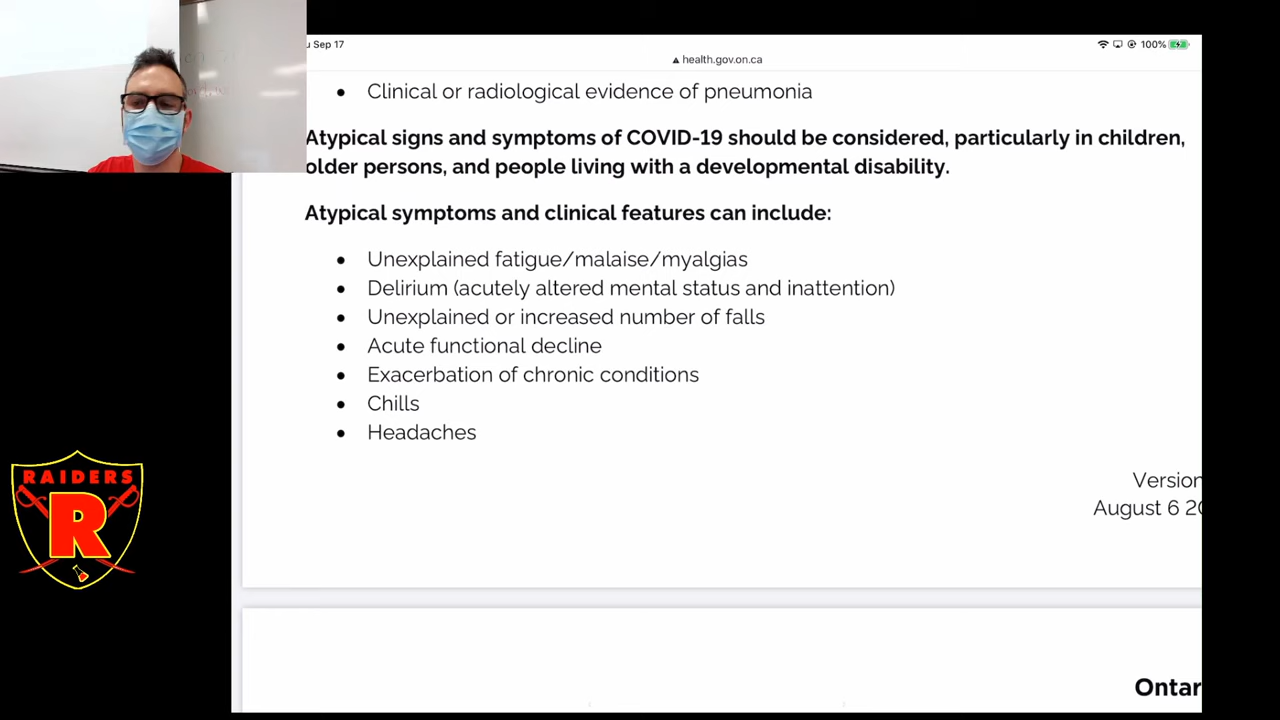 Sep 17
100%
health.gov.on.ca
• Clinical or radiological evidence of pneumonia
Atypical signs and symptoms of COVID-19 should be considered, particularly in children,
older persons, and people living with a developmental disability.
Atypical symptoms and clinical features can include:
• Unexplained fatigue/malaise/myalgias
• Delirium (acutely altered mental status and inattention)
• Unexplained or increased number of falls
• Acute functional decline
• Exacerbation of chronic conditions
• Chills
• Headaches
RAIDERS
R
Version
August 6 20
Ontar